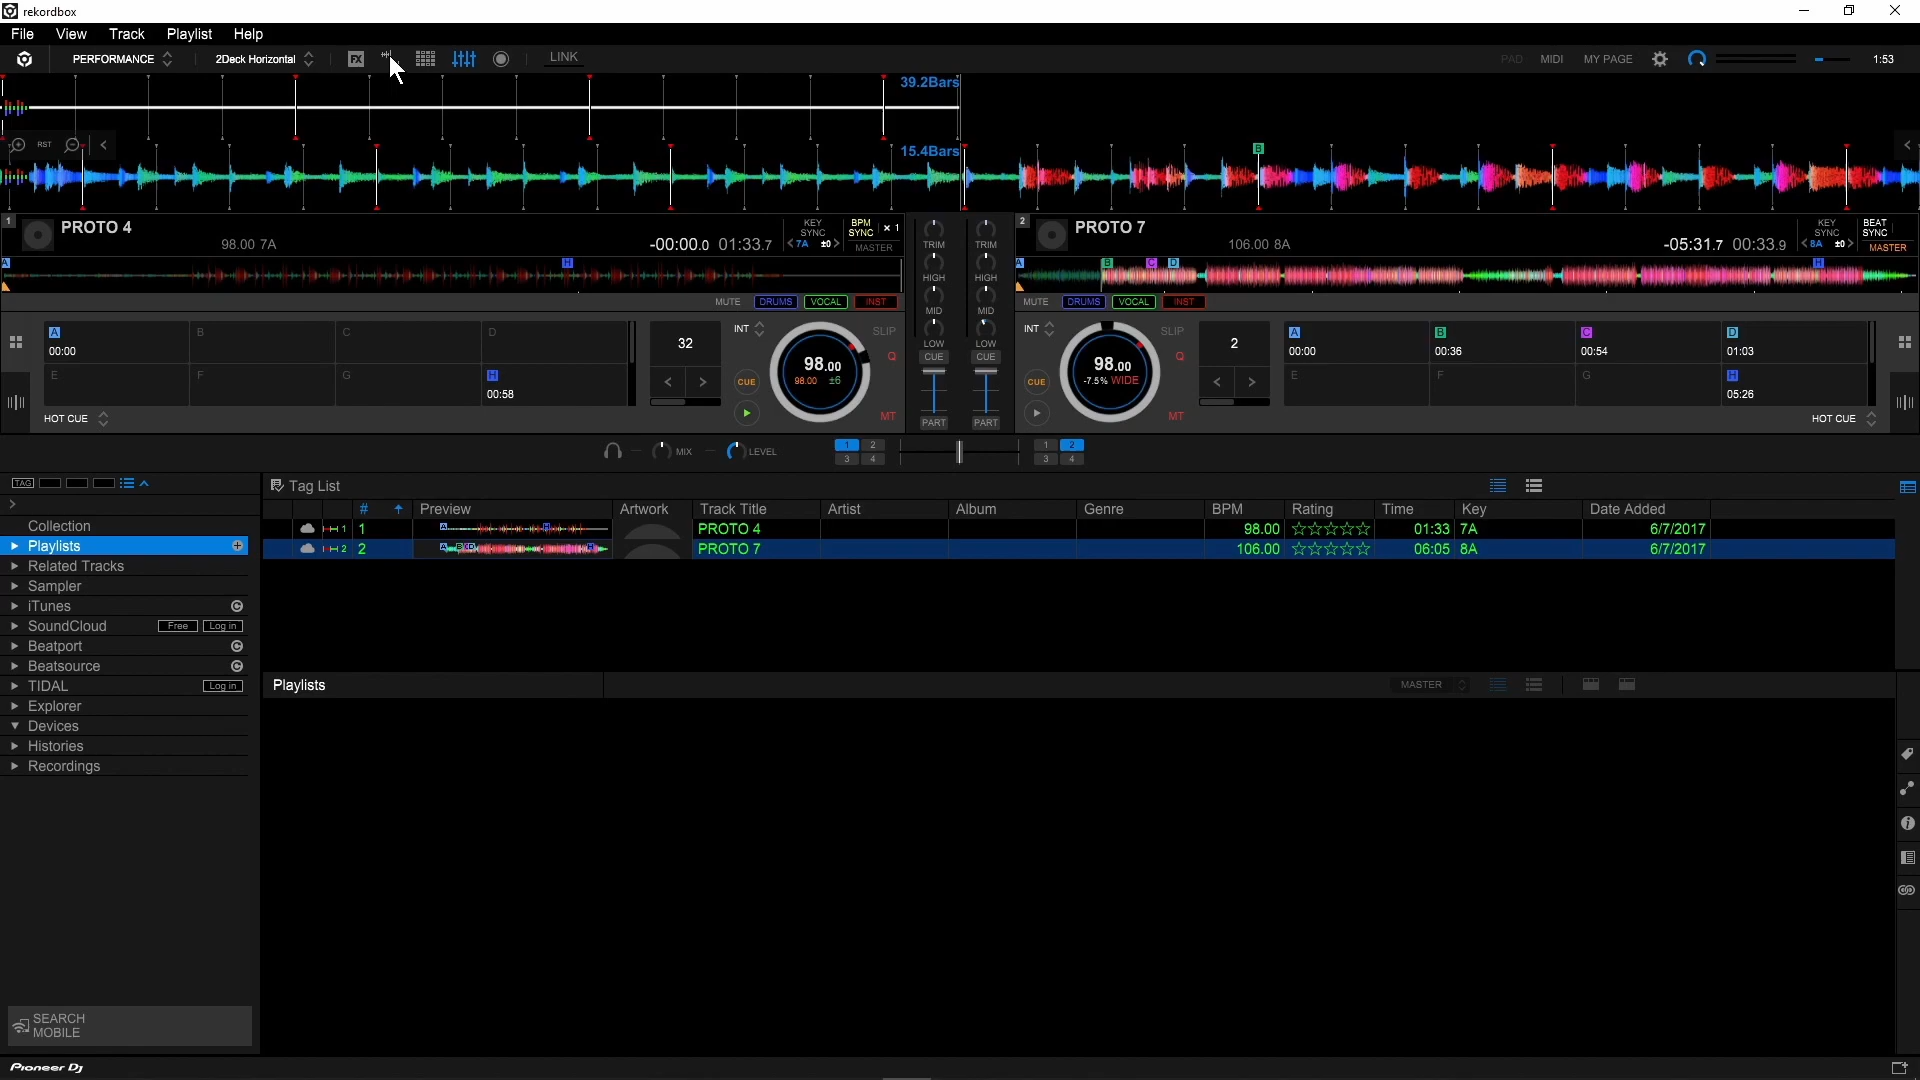 rekordbox
File View Track Playlist Help
PERFORMANCE 2Deck Horizontal FX LINK PAD MIDI MY PAGE 1:53
39.2Bars
RST
15.4Bars B
1 PROTO 4 98.00 7A -00:00.0 01:33.7 KEY SYNC 7A ±0 BPM SYNC × 1 MASTER
A H
MUTE DRUMS VOCAL INST
A 00:00 B C D
E F G H 00:58
HOT CUE
32
INT SLIP
98.00
98.00 ±6
Q
CUE
MT
TRIM TRIM
HIGH HIGH
MID MID
LOW LOW
CUE CUE
PART PART
2 PROTO 7 106.00 8A -05:31.7 00:33.9 KEY SYNC 8A ±0 BEAT SYNC MASTER
A B C D H
MUTE DRUMS VOCAL INST
INT SLIP
98.00
-7.5% WIDE
Q
CUE
MT
2
A 00:00 B 00:36 C 00:54 D 01:03
E F G H 05:26
HOT CUE
MIX LEVEL
1 2 1 2
3 4 3 4
TAG
Tag List
# Preview Artwork Track Title Artist Album Genre BPM Rating Time Key Date Added
1 1 PROTO 4 98.00 01:33 7A 6/7/2017
2 2 PROTO 7 106.00 06:05 8A 6/7/2017
Collection
Playlists
Related Tracks
Sampler
iTunes
SoundCloud Free Log in
Beatport
Beatsource
TIDAL Log in
Explorer
Devices
Histories
Recordings
Playlists MASTER
SEARCH
MOBILE
Pioneer Dj